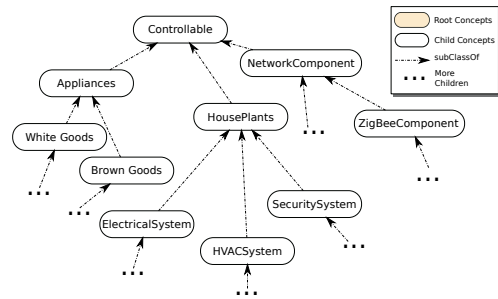 Controllable
Root Concepts
Child Concepts
subClassOf
More
Children
NetworkComponent
Appliances
HousePlants
ZigBeeComponent
White Goods
Brown Goods
SecuritySystem
ElectricalSystem
HVACSystem